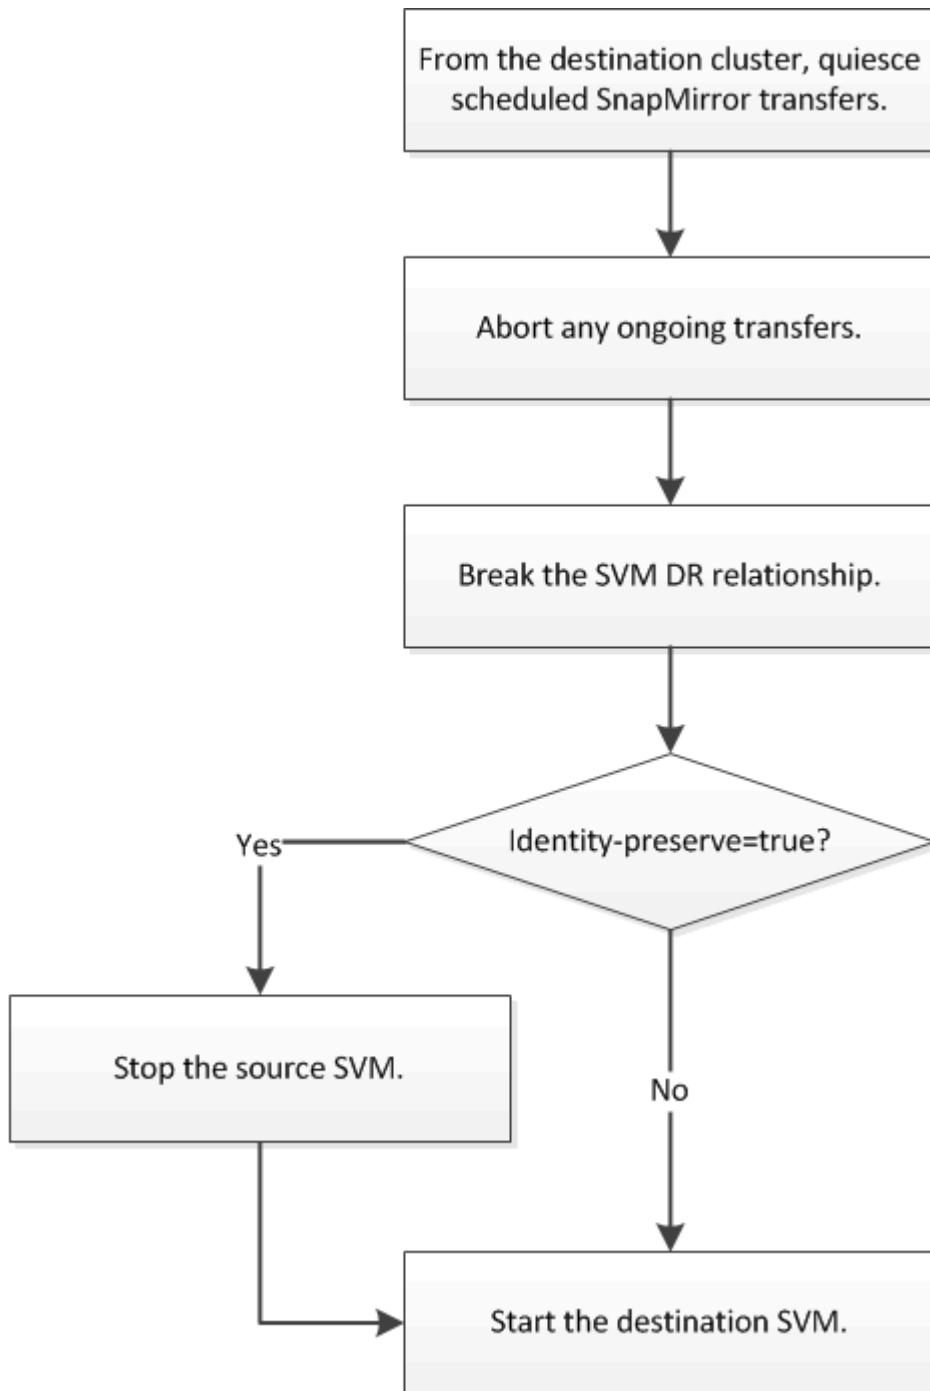 From the destination cluster, quiesce
scheduled SnapMirror transfers.
Abort any ongoing transfers.
Break the SVM DR relationship.
Identity-preserve=true?
Yes
Stop the source SVM.
No
Start the destination SVM.